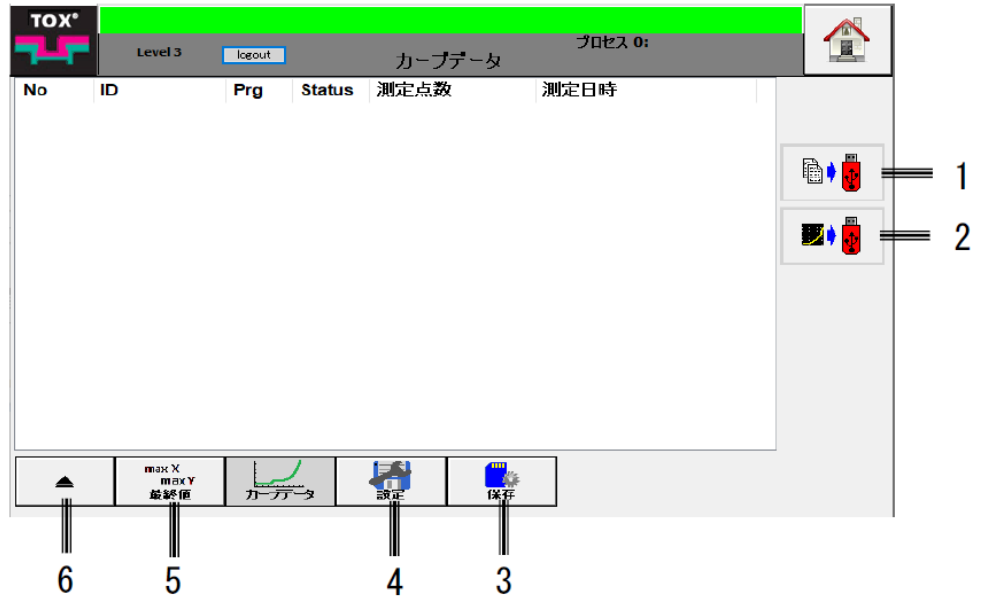 TOX®
Level 3
logout
カーブデータ
プロセス 0:
No ID Prg Status 測定点数 測定日時
1
2
max X
max Y
最終値
カーブデータ
設定
保存
6 5 4 3